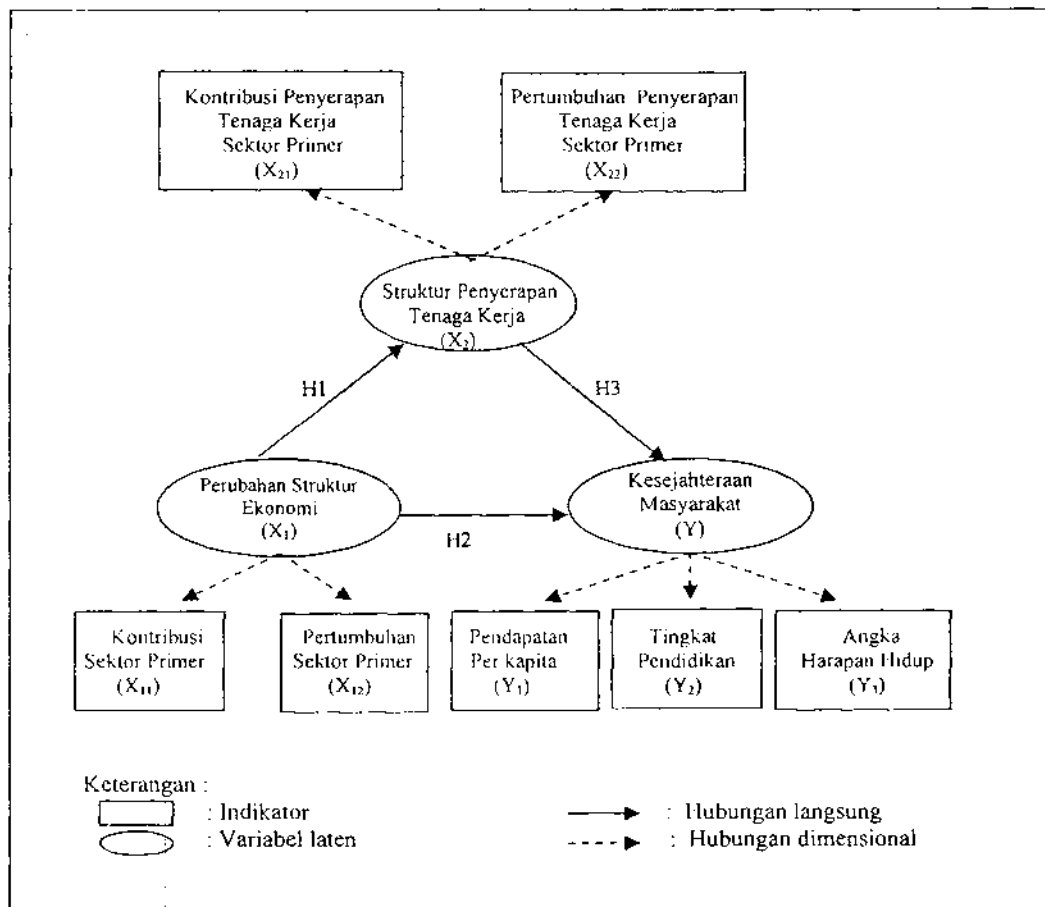 Kontribusi Penyerapan
Tenaga Kerja
Sektor Primer
(X₂₁)
Pertumbuhan Penyerapan
Tenaga Kerja
Sektor Primer
(X₂₂)
Struktur Penyerapan
Tenaga Kerja
(X₂)
H1
H3
Perubahan Struktur
Ekonomi
(X₁)
H2
Kesejahteraan
Masyarakat
(Y)
Kontribusi
Sektor Primer
(X₁₁)
Pertumbuhan
Sektor Primer
(X₁₂)
Pendapatan
Per kapita
(Y₁)
Tingkat
Pendidikan
(Y₂)
Angka
Harapan Hidup
(Y₃)
Keterangan :
: Indikator
: Variabel laten
: Hubungan langsung
: Hubungan dimensional